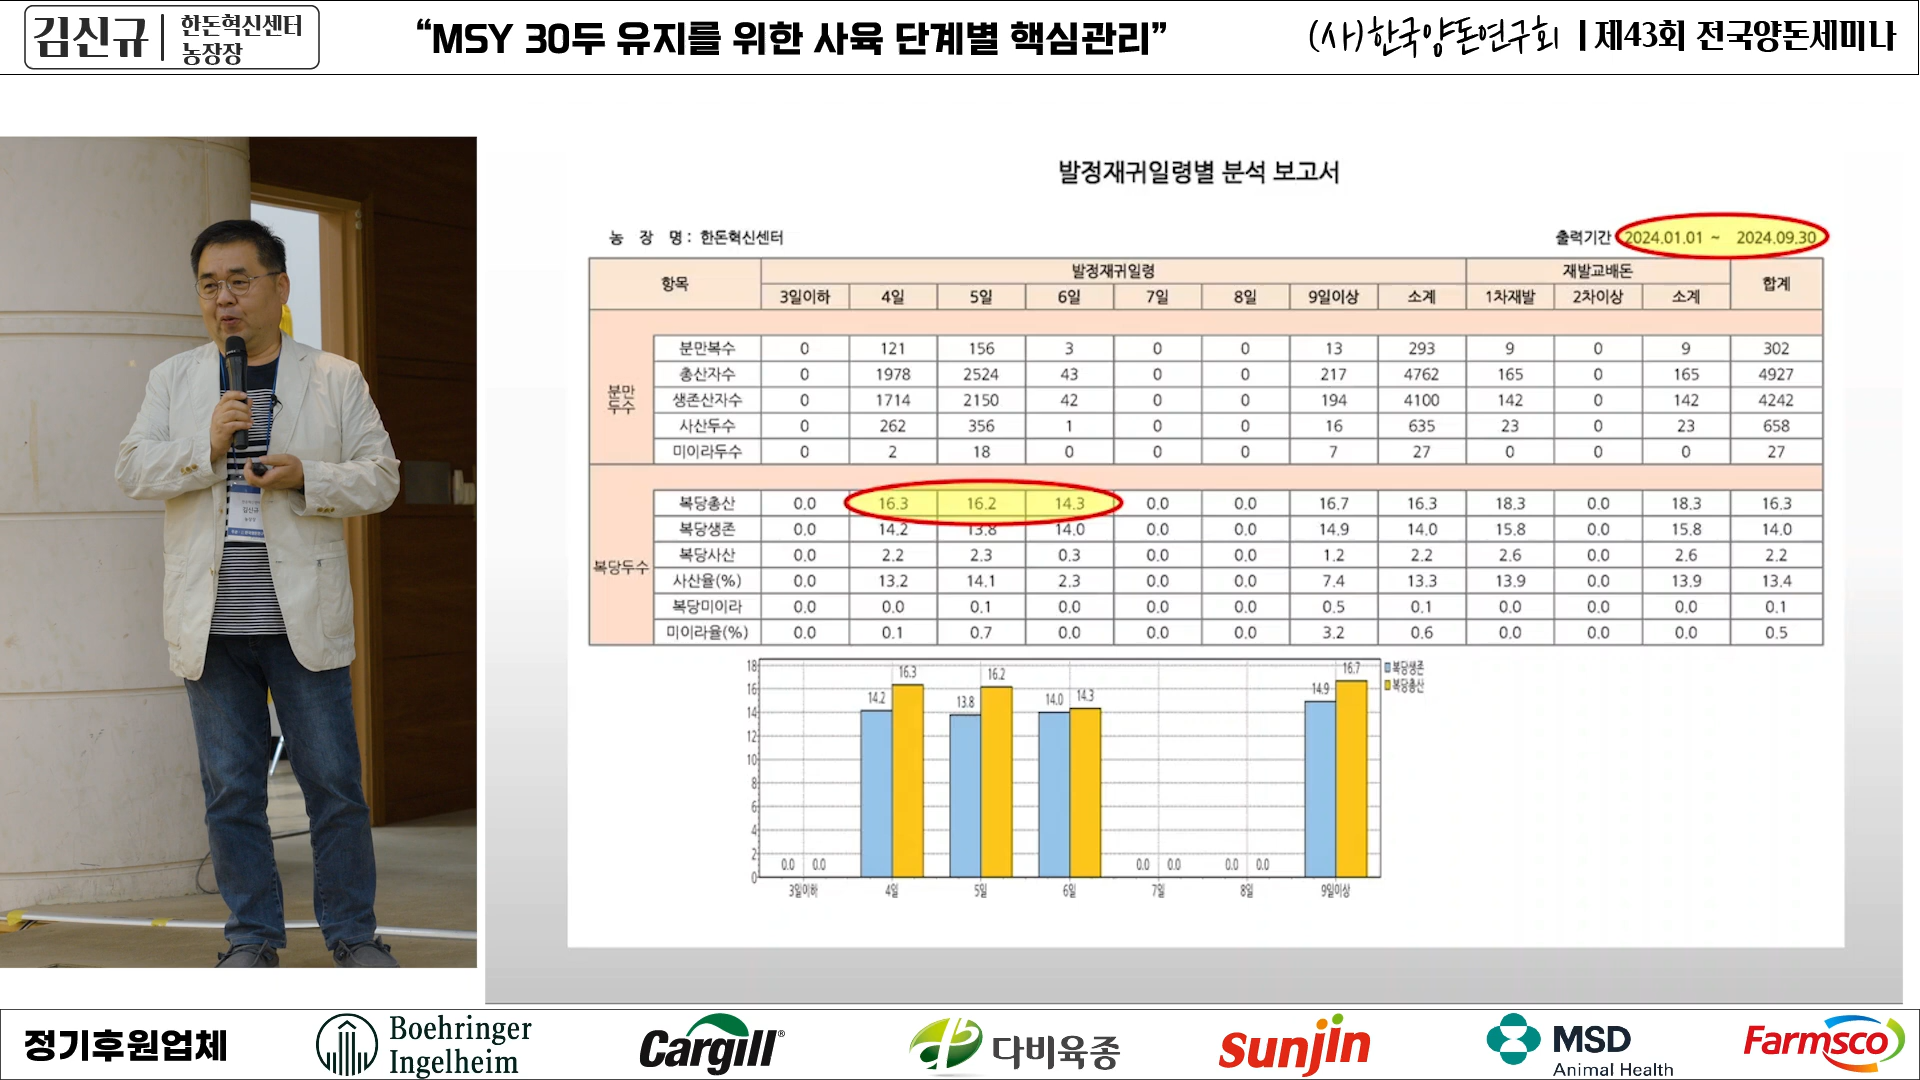 김신규 | 한돈혁신센터 농장장
“MSY 30두 유지를 위한 사육 단계별 핵심관리”
(사)한국양돈연구회 | 제43회 전국양돈세미나
발정재귀일령별 분석 보고서
농 장 명 : 한돈혁신센터
출력기간 2024.01.01 ~ 2024.09.30
항목 발정재귀일령 재발교배돈 합계
3일이하 4일 5일 6일 7일 8일 9일이상 소계 1차재발 2차이상 소계
분만두수
분만복수 0 121 156 3 0 0 13 293 9 0 9 302
총산자수 0 1978 2524 43 0 0 217 4762 165 0 165 4927
생존산자수 0 1714 2150 42 0 0 194 4100 142 0 142 4242
사산두수 0 262 356 1 0 0 16 635 23 0 23 658
미이라두수 0 2 18 0 0 0 7 27 0 0 0 27
복당두수
복당총산 0.0 16.3 16.2 14.3 0.0 0.0 16.7 16.3 18.3 0.0 18.3 16.3
복당생존 0.0 14.2 13.8 14.0 0.0 0.0 14.9 14.0 15.8 0.0 15.8 14.0
복당사산 0.0 2.2 2.3 0.3 0.0 0.0 1.2 2.2 2.6 0.0 2.6 2.2
사산율(%) 0.0 13.2 14.1 2.3 0.0 0.0 7.4 13.3 13.9 0.0 13.9 13.4
복당미이라 0.0 0.0 0.1 0.0 0.0 0.0 0.5 0.1 0.0 0.0 0.0 0.1
미이라율(%) 0.0 0.1 0.7 0.0 0.0 0.0 3.2 0.6 0.0 0.0 0.0 0.5
복당생존
복당총산
18
16
14
12
10
8
6
4
2
0
0.0 0.0 14.2 16.3 13.8 16.2 14.0 14.3 0.0 0.0 0.0 0.0 14.9 16.7
3일이하 4일 5일 6일 7일 8일 9일이상
김신규
정기후원업체
Boehringer Ingelheim
Cargill®
다비육종
Sunjin
MSD Animal Health
Farmsco